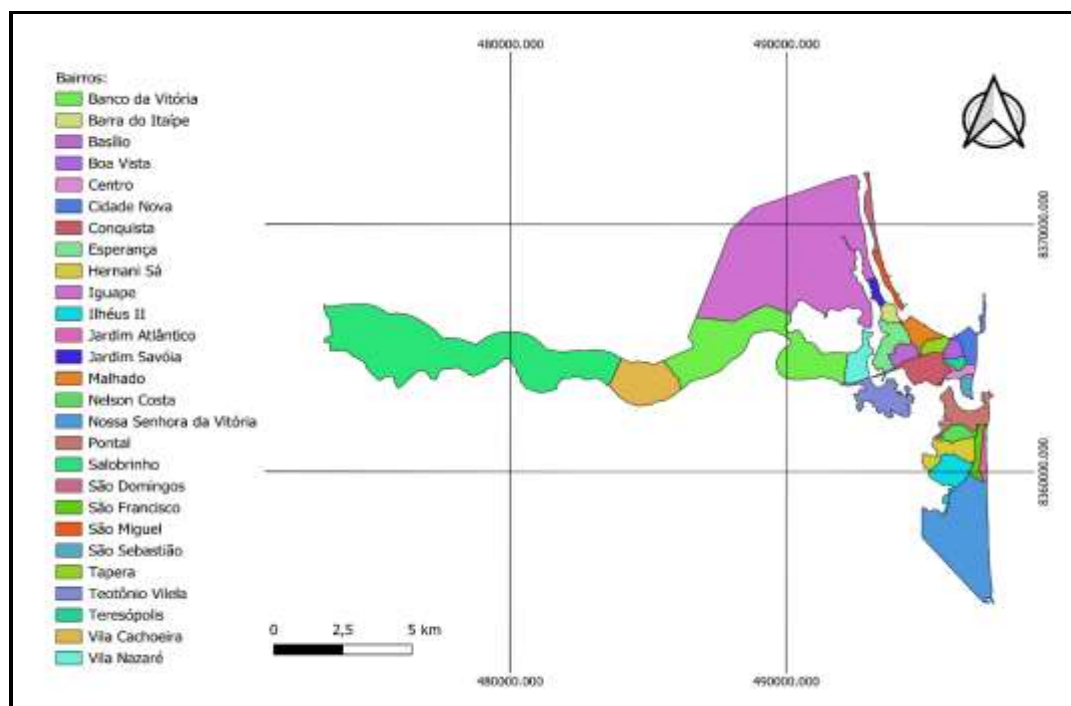 480000.000
490000.000
Bairros:
Banco da Vitória
Barra do Itaípe
Basílio
Boa Vista
Centro
Cidade Nova
Conquista
Esperança
Hernani Sá
Iguape
Ilhéus II
Jardim Atlântico
Jardim Savóia
Malhado
Nelson Costa
Nossa Senhora da Vitória
Pontal
Salobrinho
São Domingos
São Francisco
São Miguel
São Sebastião
Tapera
Teotônio Vilela
Teresópolis
Vila Cachoeira
Vila Nazaré
8370000.000
8360000.000
0 2,5 5 km
480000.000
490000.000